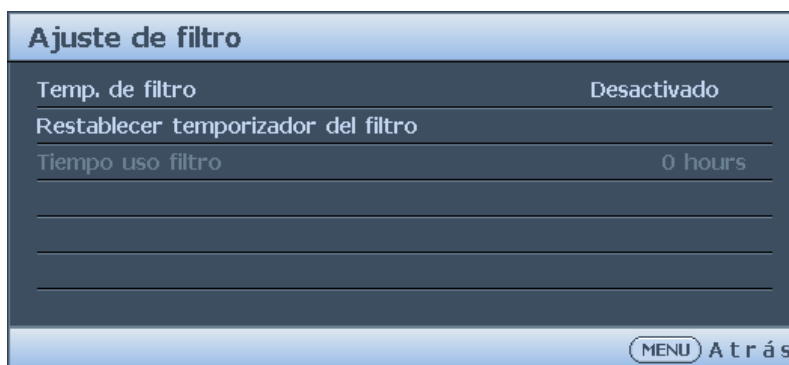 Ajuste de filtro
Temp. de filtro Desactivado
Restablecer temporizador del filtro
Tiempo uso filtro 0 hours
MENU Atrás